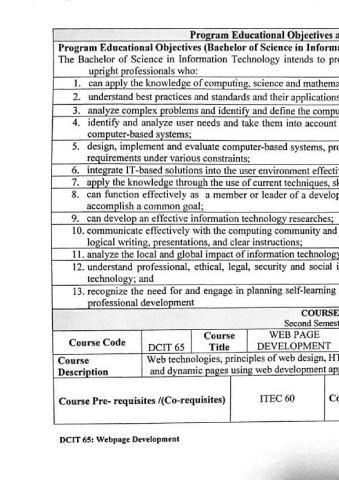 Program Educational Objectives a
Program Educational Objectives (Bachelor of Science in Informa
The Bachelor of Science in Information Technology intends to pro
upright professionals who:
1. can apply the knowledge of computing, science and mathema
2. understand best practices and standards and their applications
3. analyze complex problems and identify and define the compu
4. identify and analyze user needs and take them into account
computer-based systems;
5. design, implement and evaluate computer-based systems, pro
requirements under various constraints;
6. integrate IT-based solutions into the user environment effecti
7. apply the knowledge through the use of current techniques, sk
8. can function effectively as a member or leader of a develop
accomplish a common goal;
9. can develop an effective information technology researches;
10. communicate effectively with the computing community and
logical writing, presentations, and clear instructions;
11. analyze the local and global impact of information technology
12. understand professional, ethical, legal, security and social i
technology; and
13. recognize the need for and engage in planning self-learning
professional development
COURSE
Second Semest
Course Code DCIT 65 Course Title WEB PAGE DEVELOPMENT
Course Description Web technologies, principles of web design, HT
and dynamic pages using web development app
Course Pre- requisites /(Co-requisites) ITEC 60 Co
DCIT 65: Webpage Development